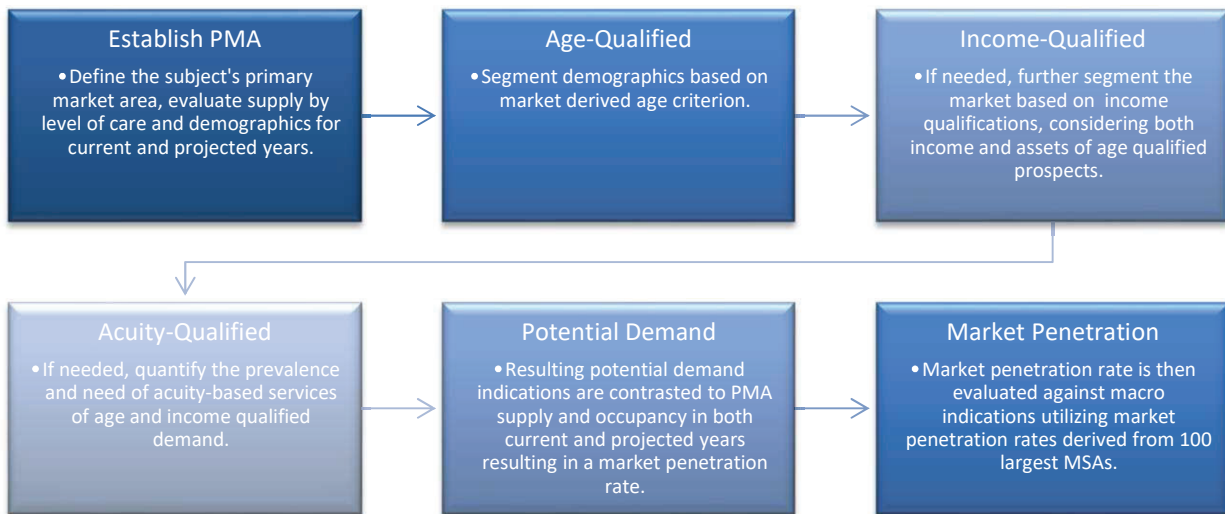 Establish PMA
•Define the subject's primary
market area, evaluate supply by
level of care and demographics for
current and projected years.
Age-Qualified
•Segment demographics based on
market derived age criterion.
Income-Qualified
•If needed, further segment the
market based on income
qualifications, considering both
income and assets of age qualified
prospects.
Acuity-Qualified
•If needed, quantify the prevalence
and need of acuity-based services
of age and income qualified
demand.
Potential Demand
•Resulting potential demand
indications are contrasted to PMA
supply and occupancy in both
current and projected years
resulting in a market penetration
rate.
Market Penetration
•Market penetration rate is then
evaluated against macro
indications utilizing market
penetration rates derived from 100
largest MSAs.